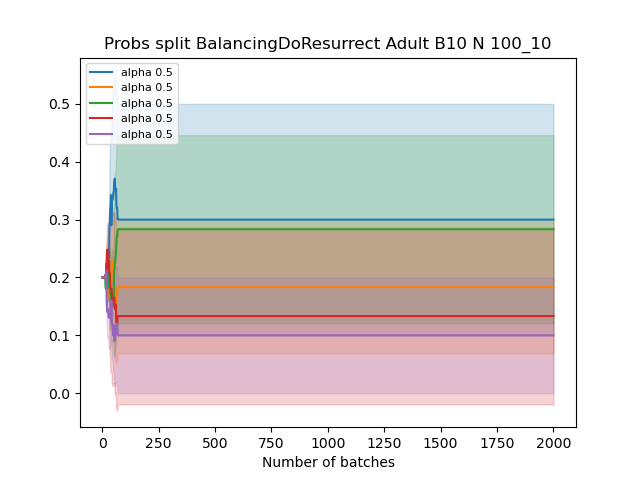 Probs split BalancingDoResurrect Adult B10 N 100_10
alpha 0.5
alpha 0.5
alpha 0.5
alpha 0.5
alpha 0.5
0.5
0.4
0.3
0.2
0.1
0.0
0 250 500 750 1000 1250 1500 1750 2000
Number of batches